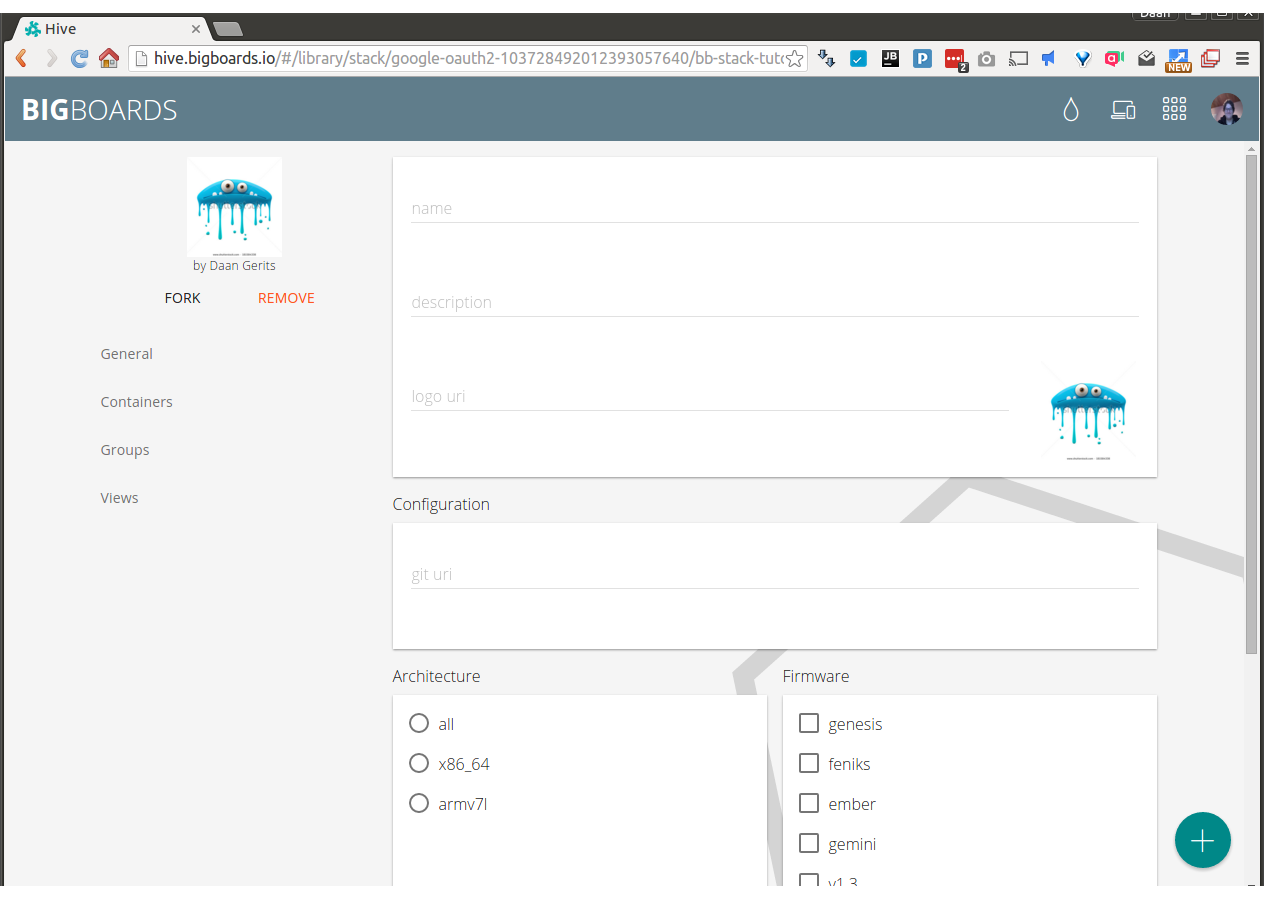 Daan
Hive
hive.bigboards.io/#/library/stack/google-oauth2-103728492012393057640/bb-stack-tuto
JB
P
2
a
NEW
BIGBOARDS
by Daan Gerits
FORK REMOVE
General
Containers
Groups
Views
name
description
logo uri
Configuration
git uri
Architecture
Firmware
all
x86_64
armv7l
genesis
feniks
ember
gemini
v1.3